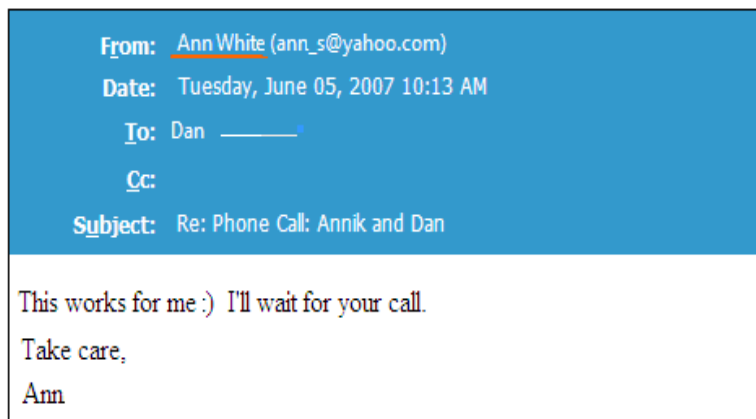 From: Ann White (ann_s@yahoo.com)
Date: Tuesday, June 05, 2007 10:13 AM
To: Dan
Cc:
Subject: Re: Phone Call: Annik and Dan
This works for me :) I'll wait for your call.
Take care,
Ann